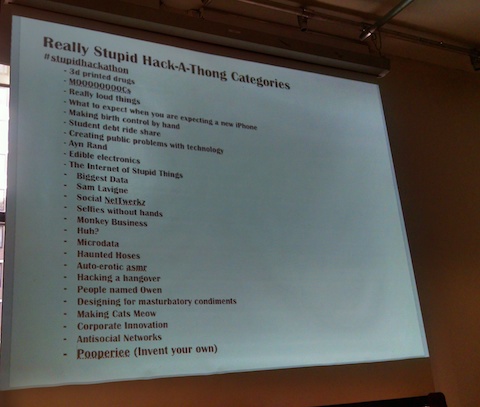 Really Stupid Hack-A-Thong Categories
#stupidhackathon
- 3d printed drugs
- MOOOOOOOOCs
- Really loud things
- What to expect when you are expecting a new iPhone
- Making birth control by hand
- Student debt ride share
- Creating public problems with technology
- Ayn Rand
- Edible electronics
- The Internet of Stupid Things
- Biggest Data
- Sam Lavigne
- Social NetTwerkz
- Selfies without hands
- Monkey Business
- Huh?
- Microdata
- Haunted Hoses
- Auto-erotic asmr
- Hacking a hangover
- People named Owen
- Designing for masturbatory condiments
- Making Cats Meow
- Corporate Innovation
- Antisocial Networks
- Pooperiee (Invent your own)